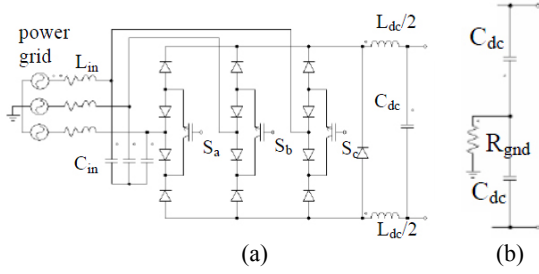 power
grid
L_in
C_in
S_a
S_b
S_c
L_dc/2
C_dc
L_dc/2
(a)
C_dc
R_gnd
C_dc
(b)